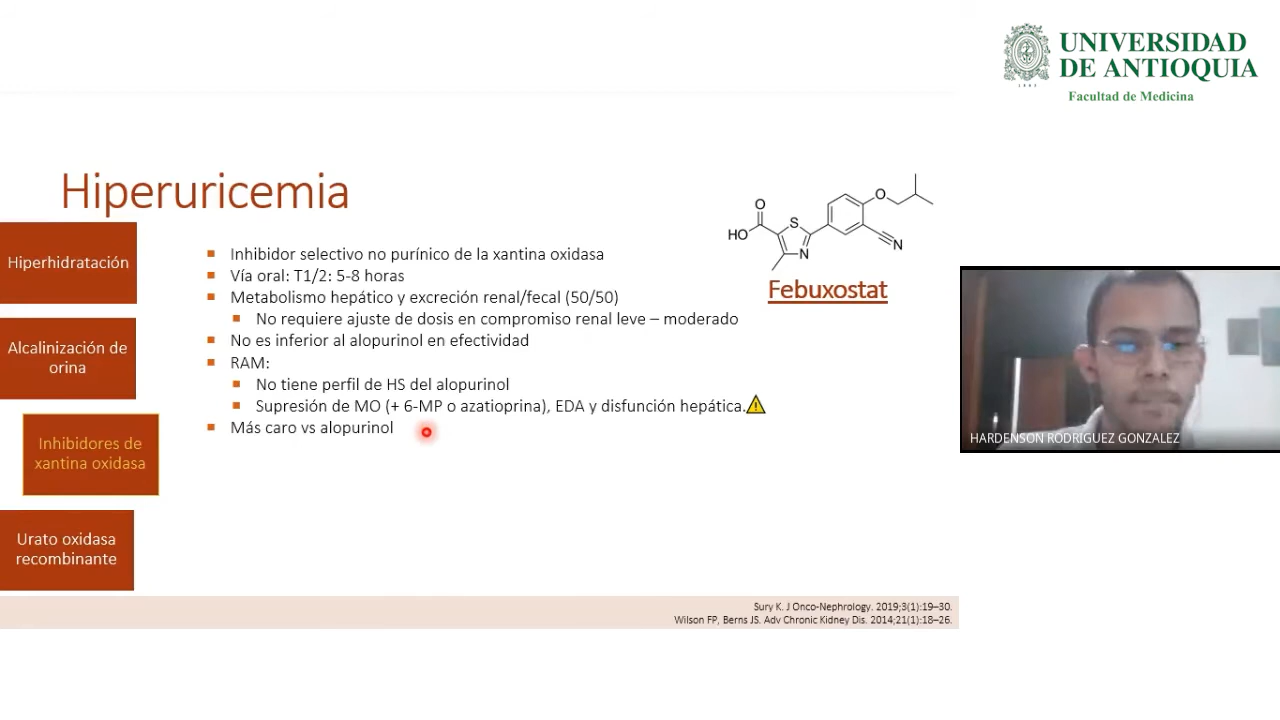 UNIVERSIDAD
DE ANTIOQUIA
1803
Facultad de Medicina
Hiperuricemia
Hiperhidratación
Alcalinización de
orina
Inhibidores de
xantina oxidasa
Urato oxidasa
recombinante
Inhibidor selectivo no purínico de la xantina oxidasa
Vía oral: T1/2: 5-8 horas
Metabolismo hepático y excreción renal/fecal (50/50)
No requiere ajuste de dosis en compromiso renal leve – moderado
No es inferior al alopurinol en efectividad
RAM:
No tiene perfil de HS del alopurinol
Supresión de MO (+ 6-MP o azatioprina), EDA y disfunción hepática.
Más caro vs alopurinol
O
HO
S
N
O
N
Febuxostat
HARDENSON RODRIGUEZ GONZALEZ
Sury K. J Onco-Nephrology. 2019;3(1):19–30.
Wilson FP, Berns JS. Adv Chronic Kidney Dis. 2014;21(1):18–26.